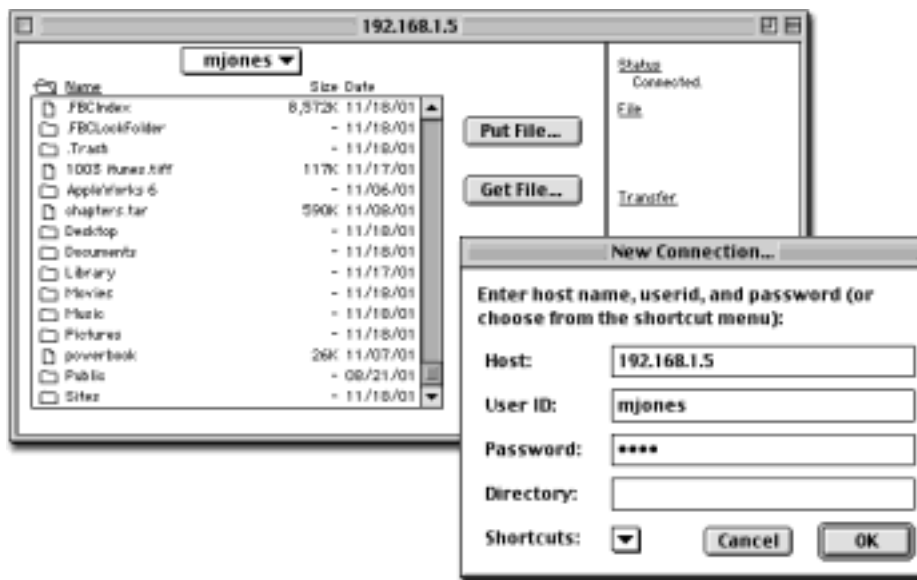 192.168.1.5
mjones
Name Size Date
.FBCIndex 8,572K 11/18/01
.FBCLockFolder - 11/18/01
.Trash - 11/18/01
1003 itunes.tiff 117K 11/17/01
AppleWorks 6 - 11/06/01
chapters.tar 590K 11/08/01
Desktop - 11/18/01
Documents - 11/18/01
Library - 11/17/01
Movies - 11/18/01
Music - 11/18/01
Pictures - 11/18/01
powerbook 26K 11/07/01
Public - 08/21/01
Sites - 11/18/01
Put File...
Get File...
Status
Connected.
File
Transfer
New Connection...
Enter host name, userid, and password (or
choose from the shortcut menu):
Host: 192.168.1.5
User ID: mjones
Password: ••••
Directory:
Shortcuts:
Cancel
OK